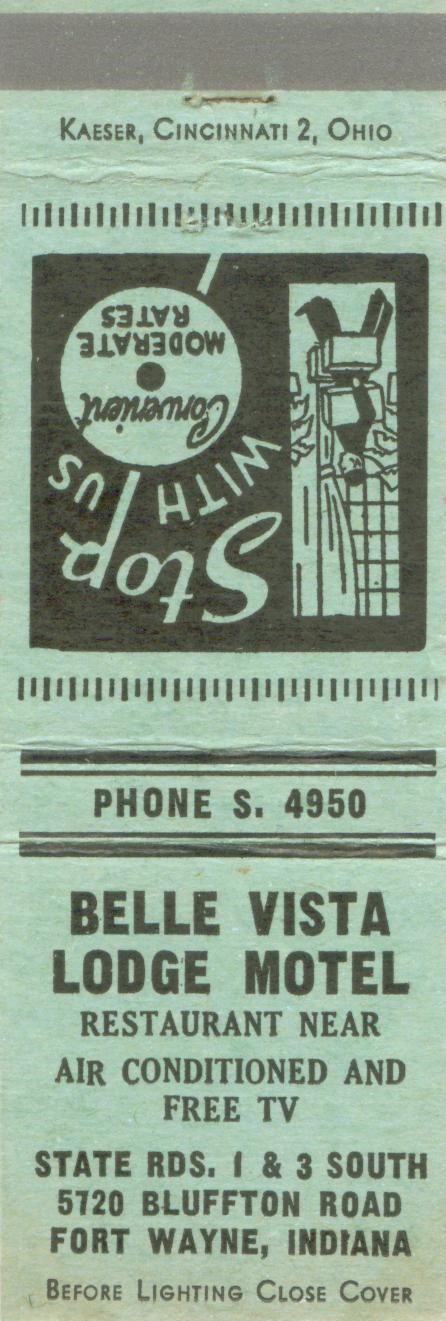 KAESER, CINCINNATI 2, OHIO
Stop
WITH US
Convenient
MODERATE
RATES
PHONE S. 4950
BELLE VISTA
LODGE MOTEL
RESTAURANT NEAR
AIR CONDITIONED AND
FREE TV
STATE RDS. 1 & 3 SOUTH
5720 BLUFFTON ROAD
FORT WAYNE, INDIANA
BEFORE LIGHTING CLOSE COVER